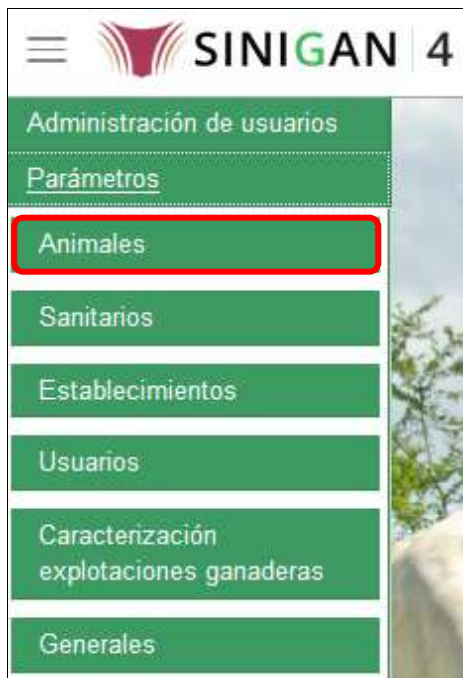 SINIGAN 4
Administración de usuarios
Parámetros
Animales
Sanitarios
Establecimientos
Usuarios
Caracterización
explotaciones ganaderas
Generales